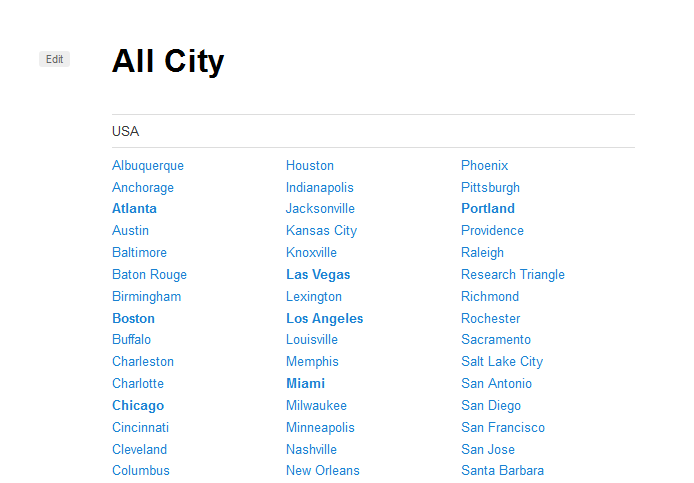 Edit
All City
USA
Albuquerque
Anchorage
Atlanta
Austin
Baltimore
Baton Rouge
Birmingham
Boston
Buffalo
Charleston
Charlotte
Chicago
Cincinnati
Cleveland
Columbus
Houston
Indianapolis
Jacksonville
Kansas City
Knoxville
Las Vegas
Lexington
Los Angeles
Louisville
Memphis
Miami
Milwaukee
Minneapolis
Nashville
New Orleans
Phoenix
Pittsburgh
Portland
Providence
Raleigh
Research Triangle
Richmond
Rochester
Sacramento
Salt Lake City
San Antonio
San Diego
San Francisco
San Jose
Santa Barbara